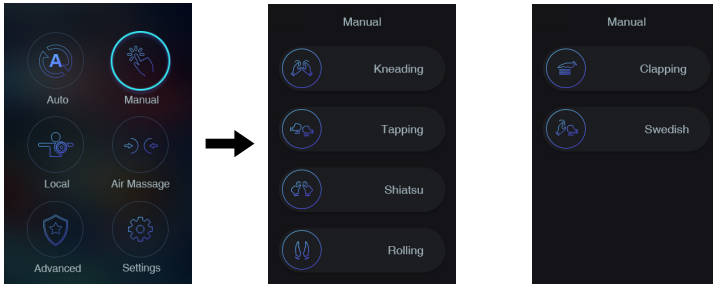 A
Auto
Manual
Local
Air Massage
Advanced
Settings
Manual
Kneading
Tapping
Shiatsu
Rolling
Manual
Clapping
Swedish